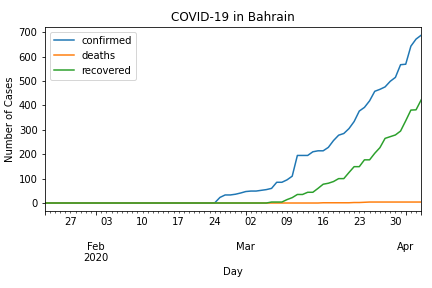 COVID-19 in Bahrain
confirmed
deaths
recovered
Number of Cases
700
600
500
400
300
200
100
0
27 03 10 17 24 02 09 16 23 30
Feb Mar Apr
2020
Day